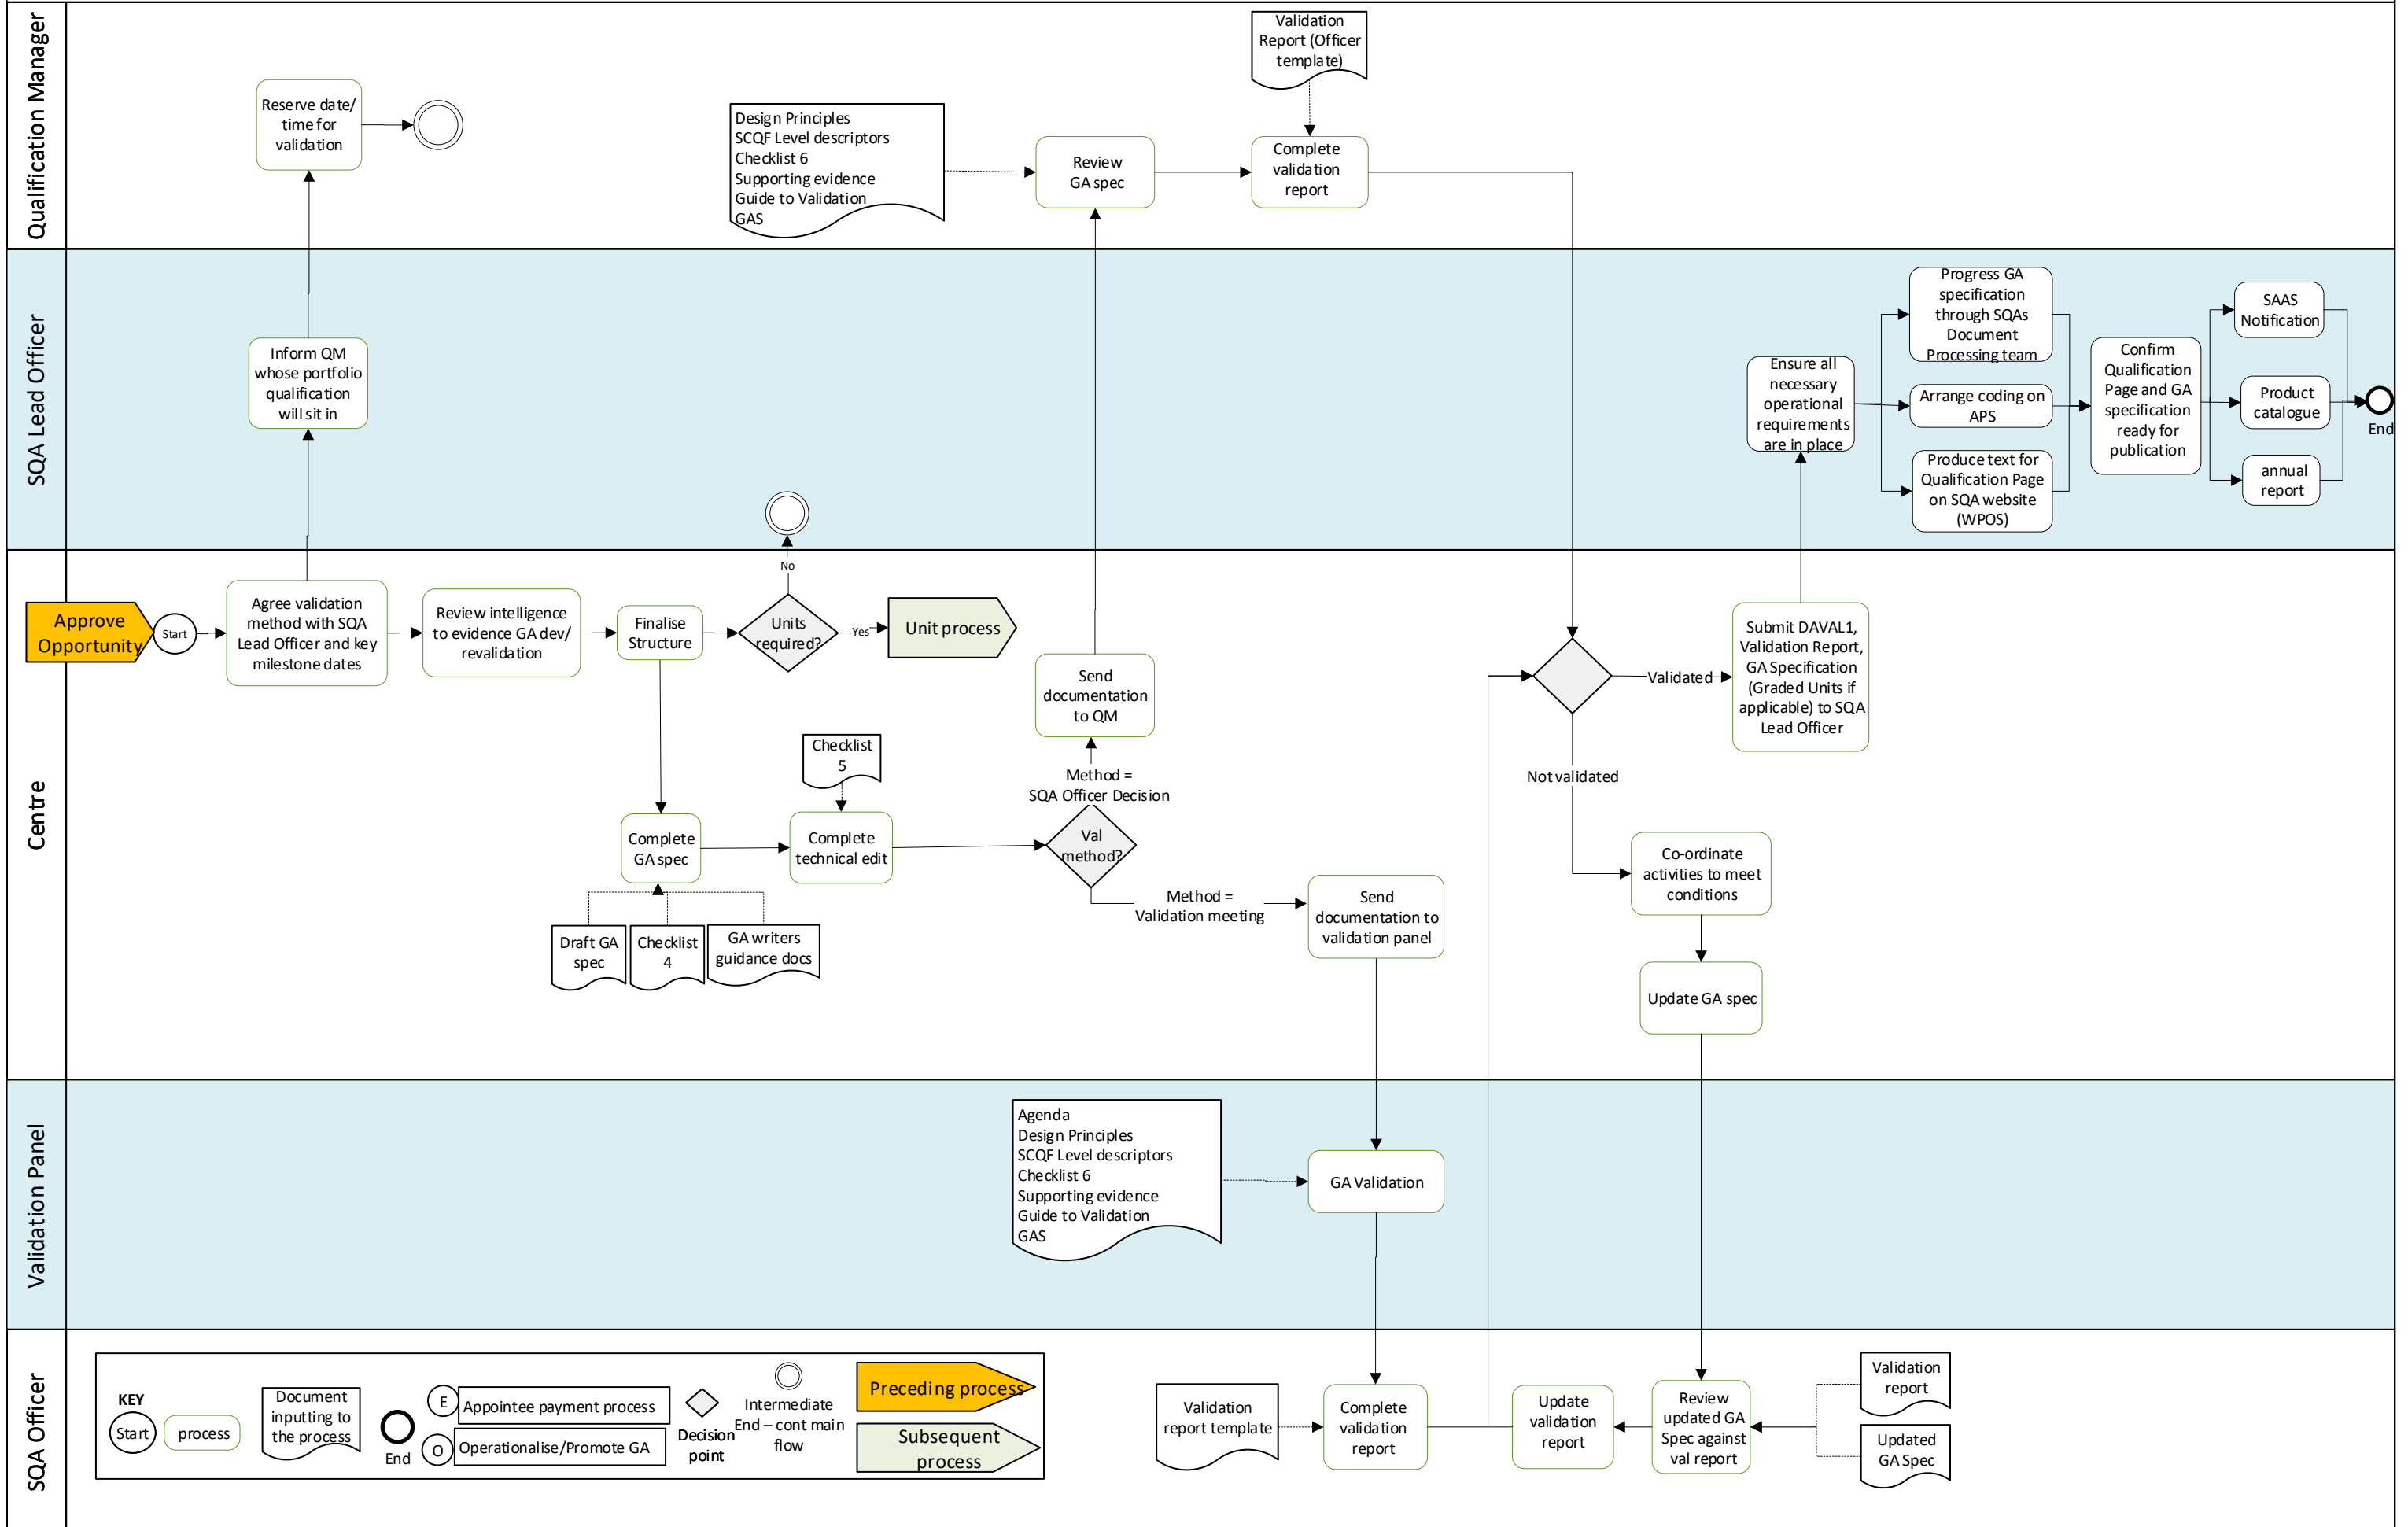 Qualification Manager
Reserve date/
time for
validation
Design Principles
SCQF Level descriptors
Checklist 6
Supporting evidence
Guide to Validation
GAS
Review
GA spec
Validation
Report (Officer
template)
Complete
validation
report
SQA Lead Officer
Inform QM
whose portfolio
qualification
will sit in
Ensure all
necessary
operational
requirements
are in place
Progress GA
specification
through SQAs
Document
Processing team
Arrange coding on
APS
Produce text for
Qualification Page
on SQA website
(WPOS)
Confirm
Qualification
Page and GA
specification
ready for
publication
SAAS
Notification
Product
catalogue
annual
report
End
Centre
Approve
Opportunity
Start
Agree validation
method with SQA
Lead Officer and key
milestone dates
Review intelligence
to evidence GA dev/
revalidation
Finalise
Structure
Units
required?
No
Yes
Unit process
Send
documentation
to QM
Method =
SQA Officer Decision
Checklist
5
Complete
GA spec
Complete
technical edit
Val
method?
Method =
Validation meeting
Draft GA
spec
Checklist
4
GA writers
guidance docs
Send
documentation to
validation panel
Validated
Not validated
Submit DAVAL1,
Validation Report,
GA Specification
(Graded Units if
applicable) to SQA
Lead Officer
Co-ordinate
activities to meet
conditions
Update GA spec
Validation Panel
Agenda
Design Principles
SCQF Level descriptors
Checklist 6
Supporting evidence
Guide to Validation
GAS
GA Validation
SQA Officer
KEY
Start
process
Document
inputting to
the process
End
E
Appointee payment process
O
Operationalise/Promote GA
Decision
point
Intermediate
End – cont main
flow
Preceding process
Subsequent
process
Validation
report template
Complete
validation
report
Update
validation
report
Review
updated GA
Spec against
val report
Validation
report
Updated
GA Spec